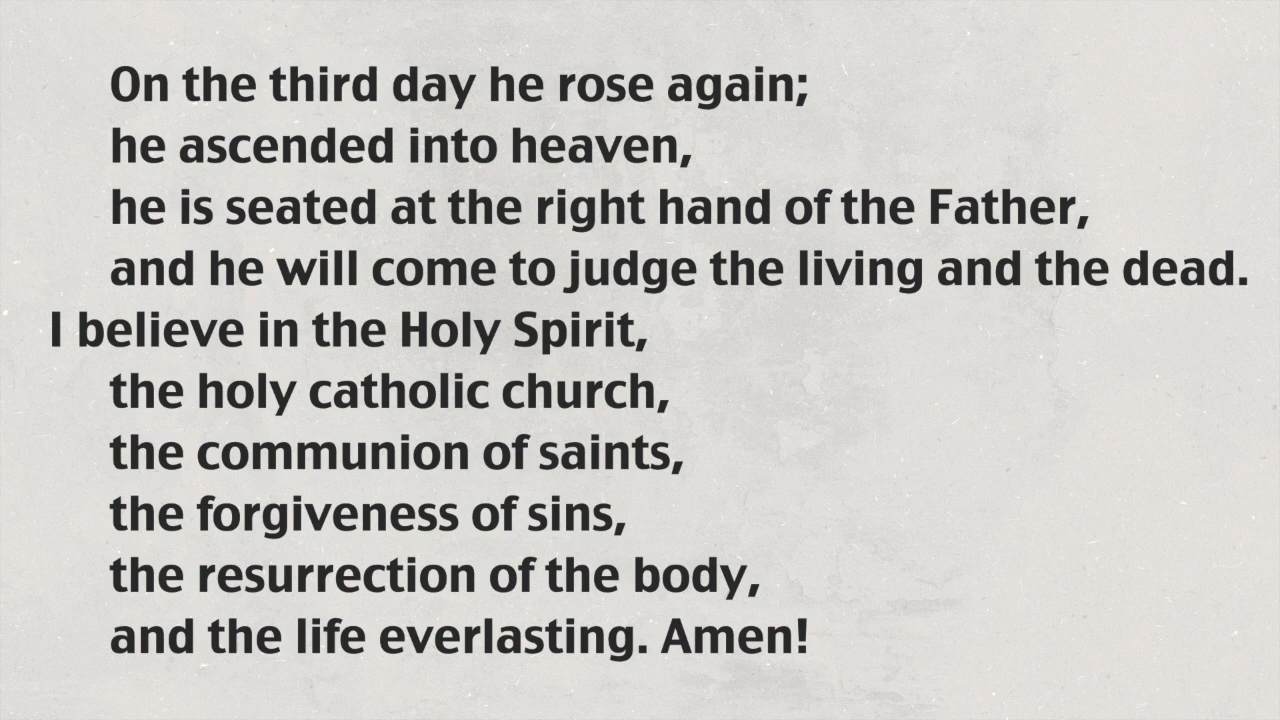 On the third day he rose again;
he ascended into heaven,
he is seated at the right hand of the Father,
and he will come to judge the living and the dead.
I believe in the Holy Spirit,
the holy catholic church,
the communion of saints,
the forgiveness of sins,
the resurrection of the body,
and the life everlasting. Amen!